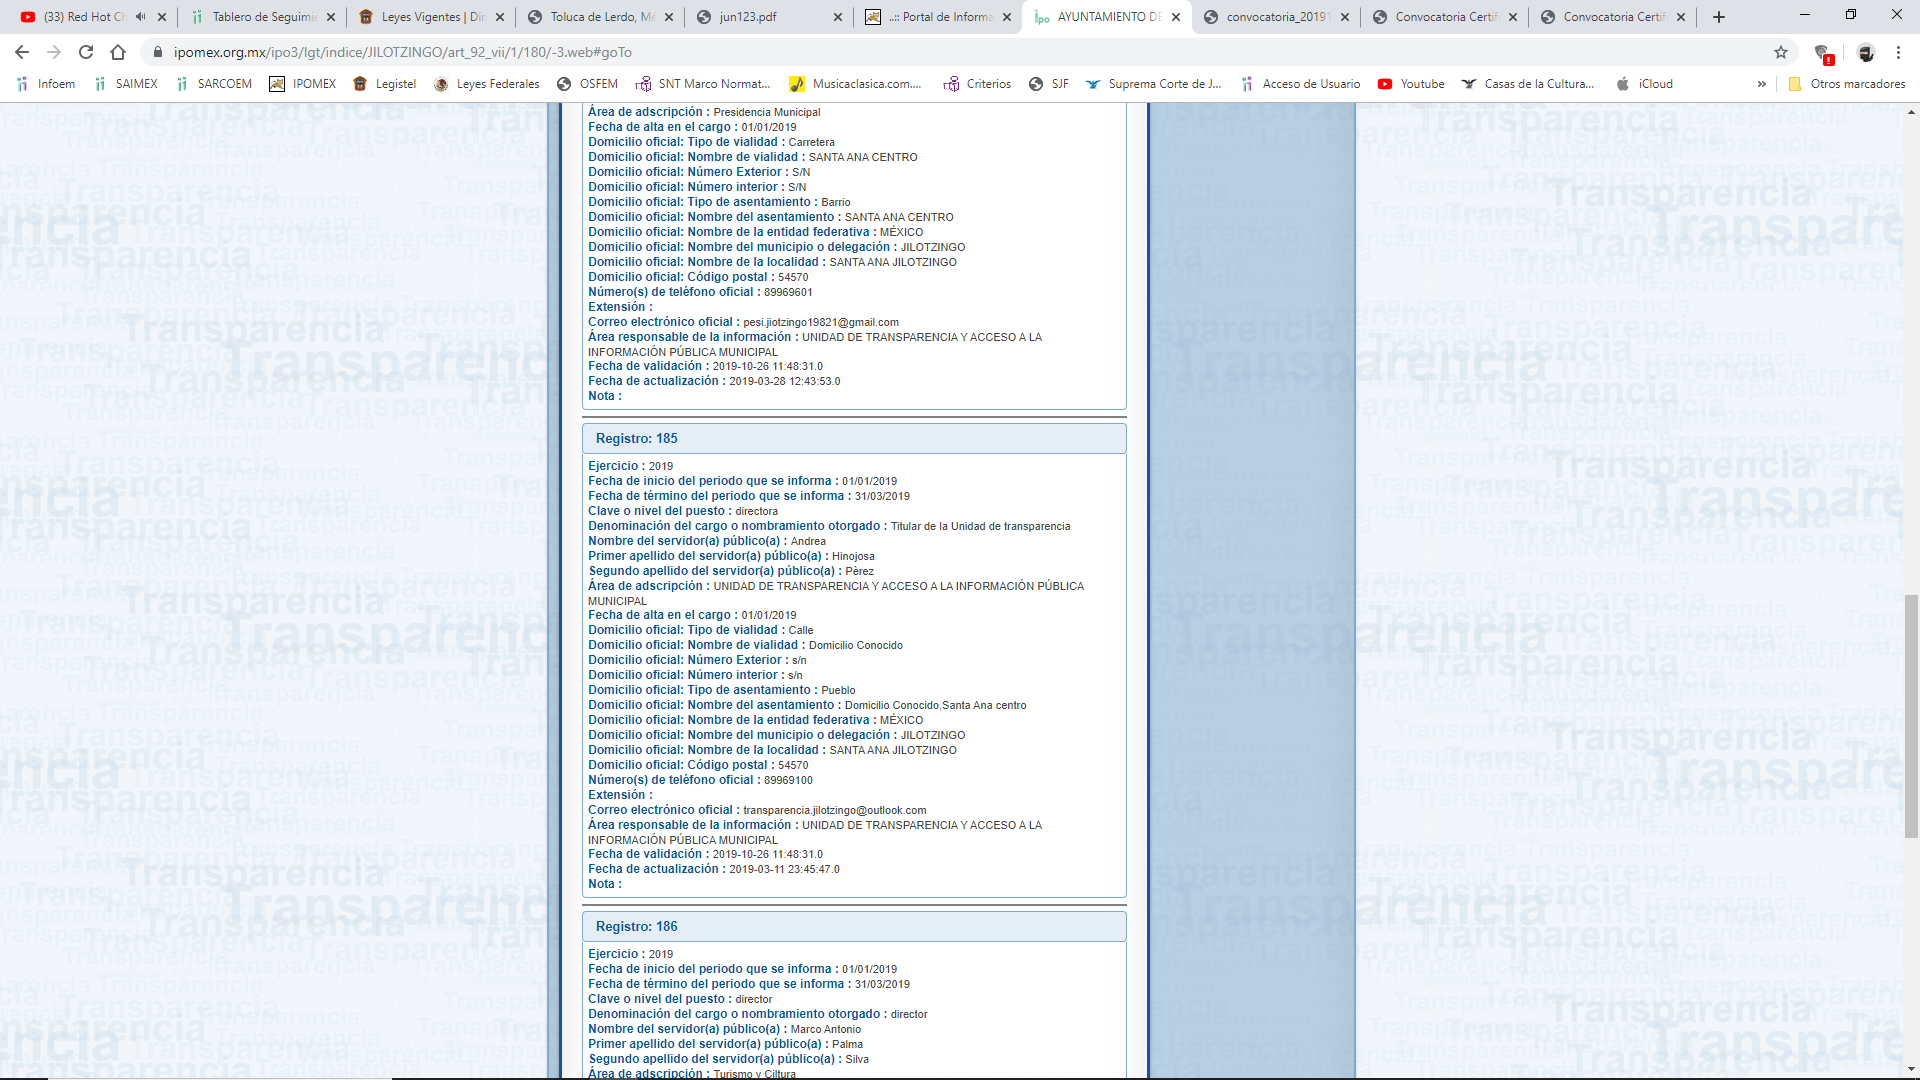 (33) Red Hot Ch
Tablero de Seguimie
Leyes Vigentes | Dir
Toluca de Lerdo, Mé
jun123.pdf
..:: Portal de Informa
AYUNTAMIENTO DE
convocatoria_20191
Convocatoria Certifi
Convocatoria Certifi
ipomex.org.mx/ipo3/lgt/indice/JILOTZINGO/art_92_vii/1/180/-3.web#goTo
Infoem
SAIMEX
SARCOEM
IPOMEX
Legistel
Leyes Federales
OSFEM
SNT Marco Normat...
Musicaclasica.com....
Criterios
SJF
Suprema Corte de J...
Acceso de Usuario
Youtube
Casas de la Cultura...
iCloud
»
Otros marcadores
Área de adscripción : Presidencia Municipal
Fecha de alta en el cargo : 01/01/2019
Domicilio oficial: Tipo de vialidad : Carretera
Domicilio oficial: Nombre de vialidad : SANTA ANA CENTRO
Domicilio oficial: Número Exterior : S/N
Domicilio oficial: Número interior : S/N
Domicilio oficial: Tipo de asentamiento : Barrio
Domicilio oficial: Nombre del asentamiento : SANTA ANA CENTRO
Domicilio oficial: Nombre de la entidad federativa : MÉXICO
Domicilio oficial: Nombre del municipio o delegación : JILOTZINGO
Domicilio oficial: Nombre de la localidad : SANTA ANA JILOTZINGO
Domicilio oficial: Código postal : 54570
Número(s) de teléfono oficial : 89969601
Extensión :
Correo electrónico oficial : pesi.jiotzingo19821@gmail.com
Área responsable de la información : UNIDAD DE TRANSPARENCIA Y ACCESO A LA
INFORMACIÓN PÚBLICA MUNICIPAL
Fecha de validación : 2019-10-26 11:48:31.0
Fecha de actualización : 2019-03-28 12:43:53.0
Nota :
Registro: 185
Ejercicio : 2019
Fecha de inicio del periodo que se informa : 01/01/2019
Fecha de término del periodo que se informa : 31/03/2019
Clave o nivel del puesto : directora
Denominación del cargo o nombramiento otorgado : Titular de la Unidad de transparencia
Nombre del servidor(a) público(a) : Andrea
Primer apellido del servidor(a) público(a) : Hinojosa
Segundo apellido del servidor(a) público(a) : Pèrez
Área de adscripción : UNIDAD DE TRANSPARENCIA Y ACCESO A LA INFORMACIÓN PÚBLICA
MUNICIPAL
Fecha de alta en el cargo : 01/01/2019
Domicilio oficial: Tipo de vialidad : Calle
Domicilio oficial: Nombre de vialidad : Domicilio Conocido
Domicilio oficial: Número Exterior : s/n
Domicilio oficial: Número interior : s/n
Domicilio oficial: Tipo de asentamiento : Pueblo
Domicilio oficial: Nombre del asentamiento : Domicilio Conocido,Santa Ana centro
Domicilio oficial: Nombre de la entidad federativa : MÉXICO
Domicilio oficial: Nombre del municipio o delegación : JILOTZINGO
Domicilio oficial: Nombre de la localidad : SANTA ANA JILOTZINGO
Domicilio oficial: Código postal : 54570
Número(s) de teléfono oficial : 89969100
Extensión :
Correo electrónico oficial : transparencia.jilotzingo@outlook.com
Área responsable de la información : UNIDAD DE TRANSPARENCIA Y ACCESO A LA
INFORMACIÓN PÚBLICA MUNICIPAL
Fecha de validación : 2019-10-26 11:48:31.0
Fecha de actualización : 2019-03-11 23:45:47.0
Nota :
Registro: 186
Ejercicio : 2019
Fecha de inicio del periodo que se informa : 01/01/2019
Fecha de término del periodo que se informa : 31/03/2019
Clave o nivel del puesto : director
Denominación del cargo o nombramiento otorgado : director
Nombre del servidor(a) público(a) : Marco Antonio
Primer apellido del servidor(a) público(a) : Palma
Segundo apellido del servidor(a) público(a) : Silva
Área de adscripción : Turismo y Ciltura